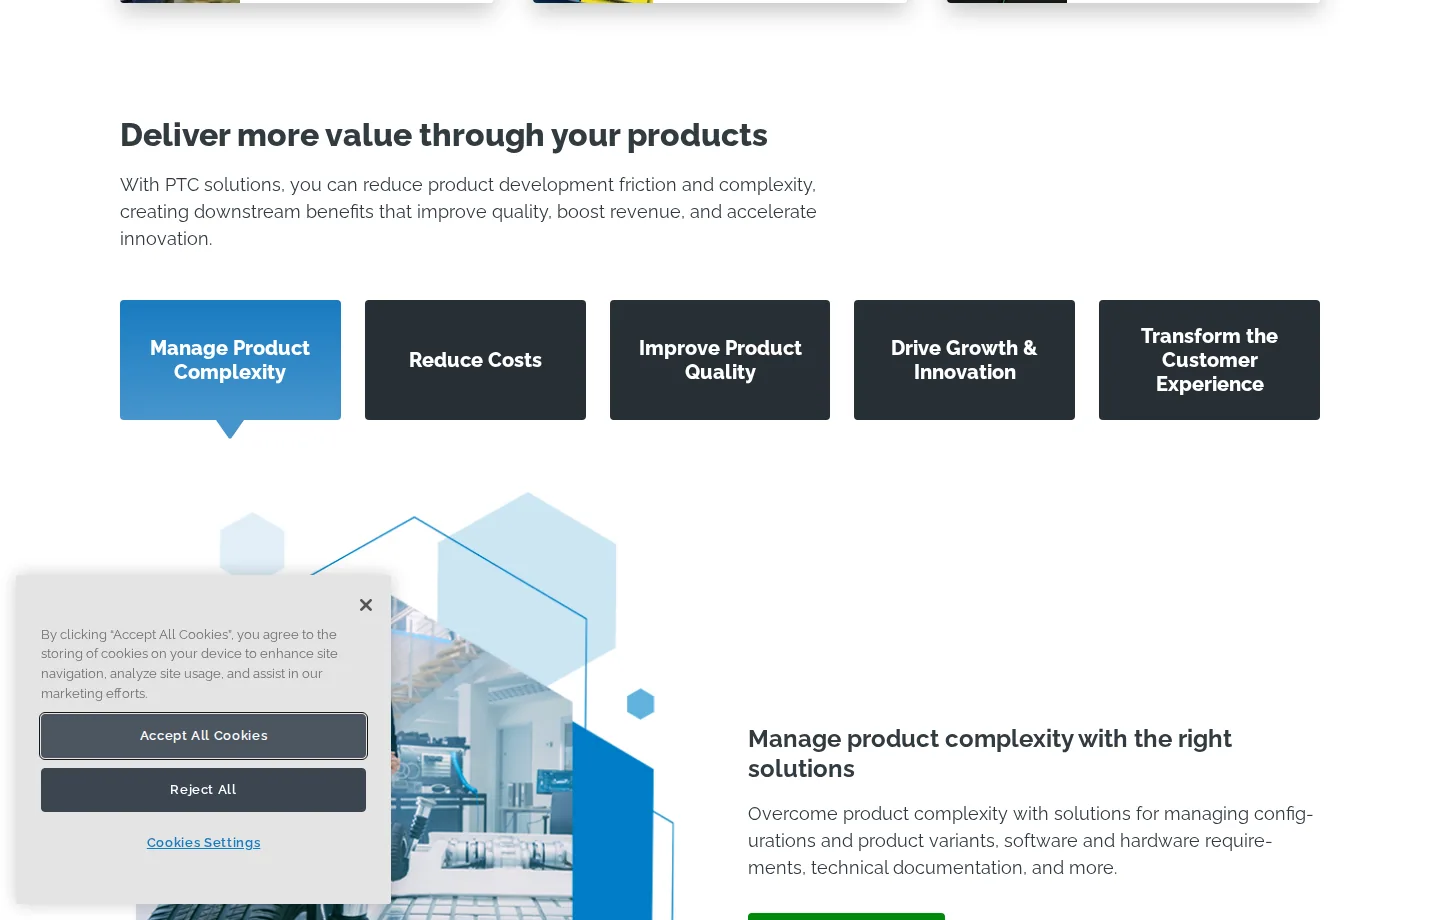 Deliver more value through your products
With PTC solutions, you can reduce product development friction and complexity,
creating downstream benefits that improve quality, boost revenue, and accelerate
innovation.
Manage Product
Complexity
Reduce Costs
Improve Product
Quality
Drive Growth &
Innovation
Transform the
Customer
Experience
By clicking “Accept All Cookies”, you agree to the
storing of cookies on your device to enhance site
navigation, analyze site usage, and assist in our
marketing efforts.
Accept All Cookies
Reject All
Cookies Settings
Manage product complexity with the right
solutions
Overcome product complexity with solutions for managing config-
urations and product variants, software and hardware require-
ments, technical documentation, and more.